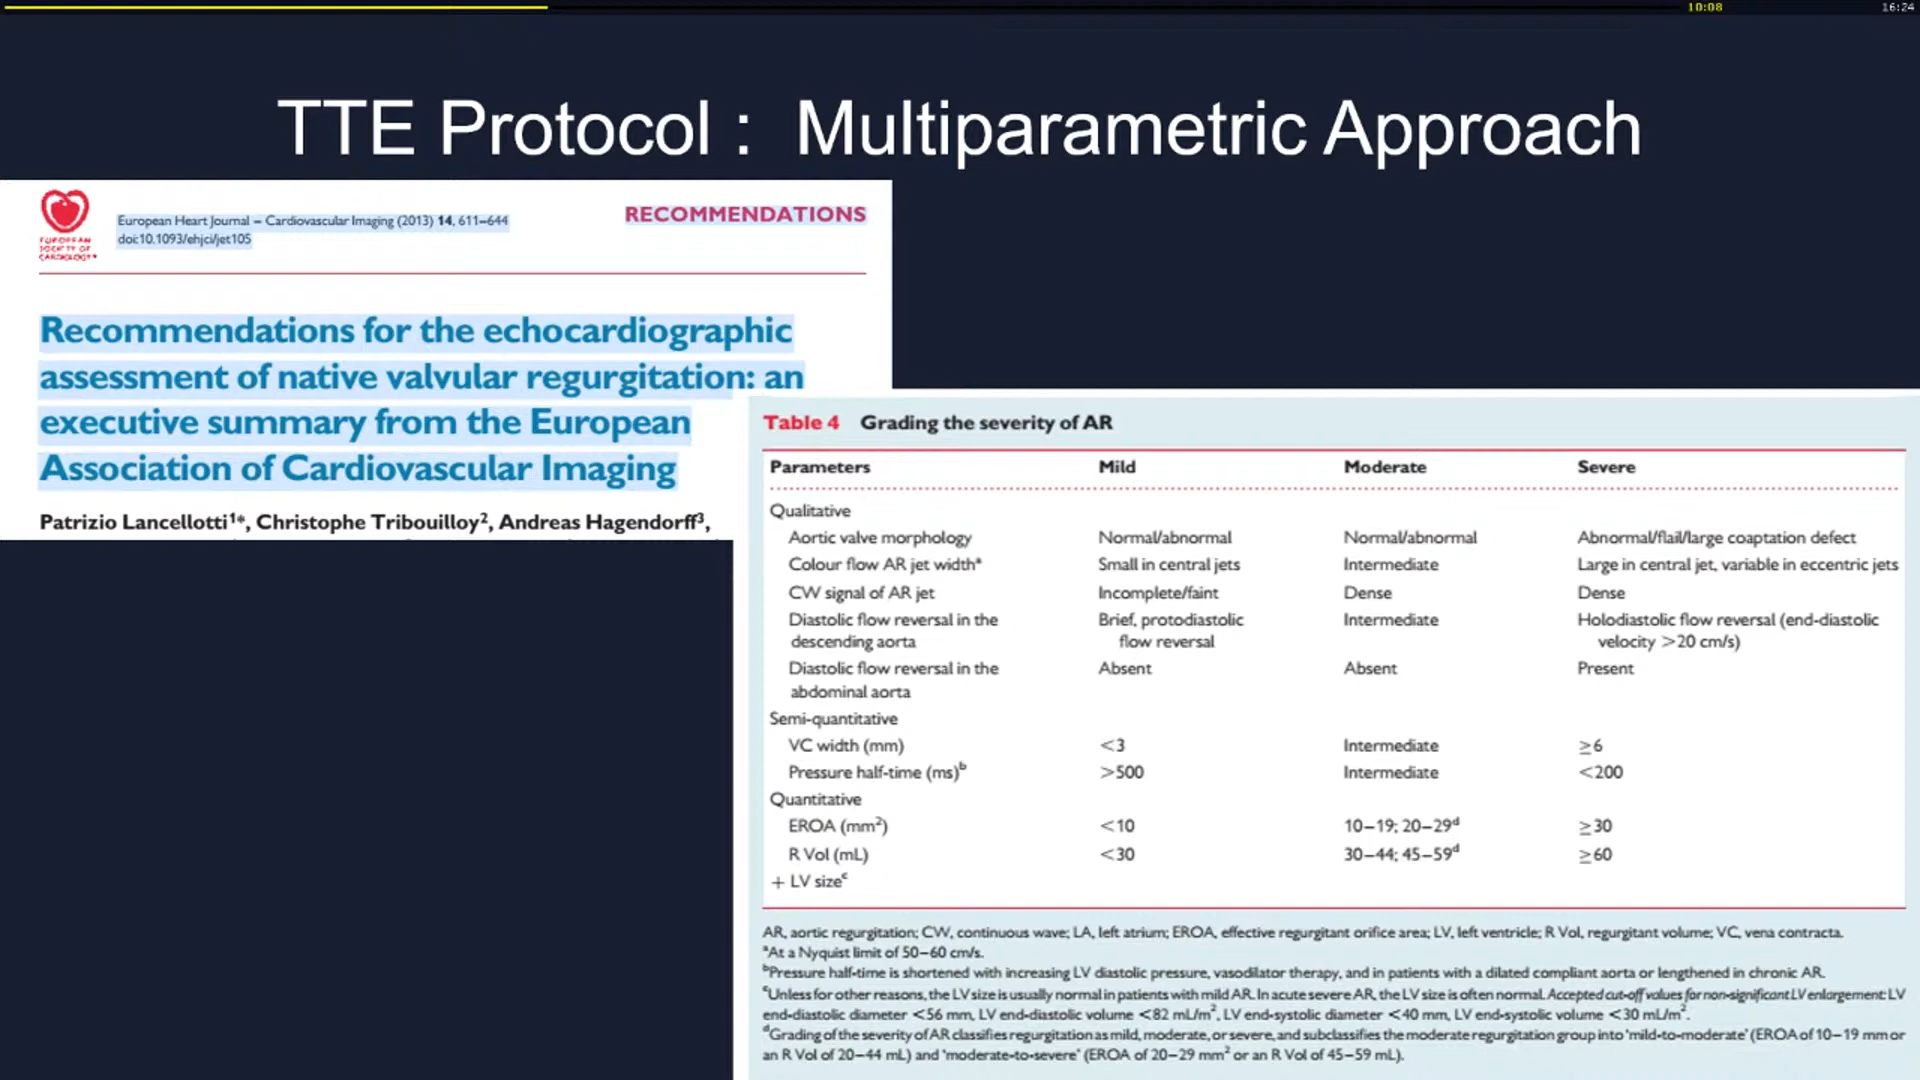 10:08
16:24
TTE Protocol : Multiparametric Approach
EUROPEAN
SOCIETY OF
CARDIOLOGY®
European Heart Journal – Cardiovascular Imaging (2013) 14, 611–644
doi:10.1093/ehjci/jet105
RECOMMENDATIONS
Recommendations for the echocardiographic
assessment of native valvular regurgitation: an
executive summary from the European
Association of Cardiovascular Imaging
Patrizio Lancellotti1*, Christophe Tribouilloy2, Andreas Hagendorff3,
Table 4 Grading the severity of AR
Parameters Mild Moderate Severe
Qualitative
Aortic valve morphology Normal/abnormal Normal/abnormal Abnormal/flail/large coaptation defect
Colour flow AR jet widtha Small in central jets Intermediate Large in central jet, variable in eccentric jets
CW signal of AR jet Incomplete/faint Dense Dense
Diastolic flow reversal in the Brief, protodiastolic Intermediate Holodiastolic flow reversal (end-diastolic
descending aorta flow reversal velocity >20 cm/s)
Diastolic flow reversal in the Absent Absent Present
abdominal aorta
Semi-quantitative
VC width (mm) <3 Intermediate ≥6
Pressure half-time (ms)b >500 Intermediate <200
Quantitative
EROA (mm2) <10 10–19; 20–29d ≥30
R Vol (mL) <30 30–44; 45–59d ≥60
+ LV sizec
AR, aortic regurgitation; CW, continuous wave; LA, left atrium; EROA, effective regurgitant orifice area; LV, left ventricle; R Vol, regurgitant volume; VC, vena contracta.
aAt a Nyquist limit of 50–60 cm/s.
bPressure half-time is shortened with increasing LV diastolic pressure, vasodilator therapy, and in patients with a dilated compliant aorta or lengthened in chronic AR.
cUnless for other reasons, the LV size is usually normal in patients with mild AR. In acute severe AR, the LV size is often normal. Accepted cut-off values for non-significant LV enlargement: LV
end-diastolic diameter <56 mm, LV end-diastolic volume <82 mL/m2, LV end-systolic diameter <40 mm, LV end-systolic volume <30 mL/m2.
dGrading of the severity of AR classifies regurgitation as mild, moderate, or severe, and subclassifies the moderate regurgitation group into 'mild-to-moderate' (EROA of 10–19 mm or
an R Vol of 20–44 mL) and 'moderate-to-severe' (EROA of 20–29 mm2 or an R Vol of 45–59 mL).